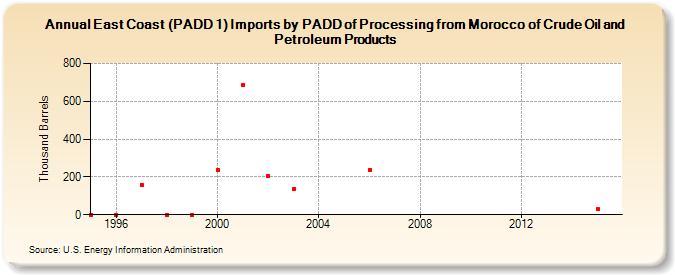 Annual East Coast (PADD 1) Imports by PADD of Processing from Morocco of Crude Oil and
Petroleum Products
Thousand Barrels
800
600
400
200
0
1996 2000 2004 2008 2012
Source: U.S. Energy Information Administration